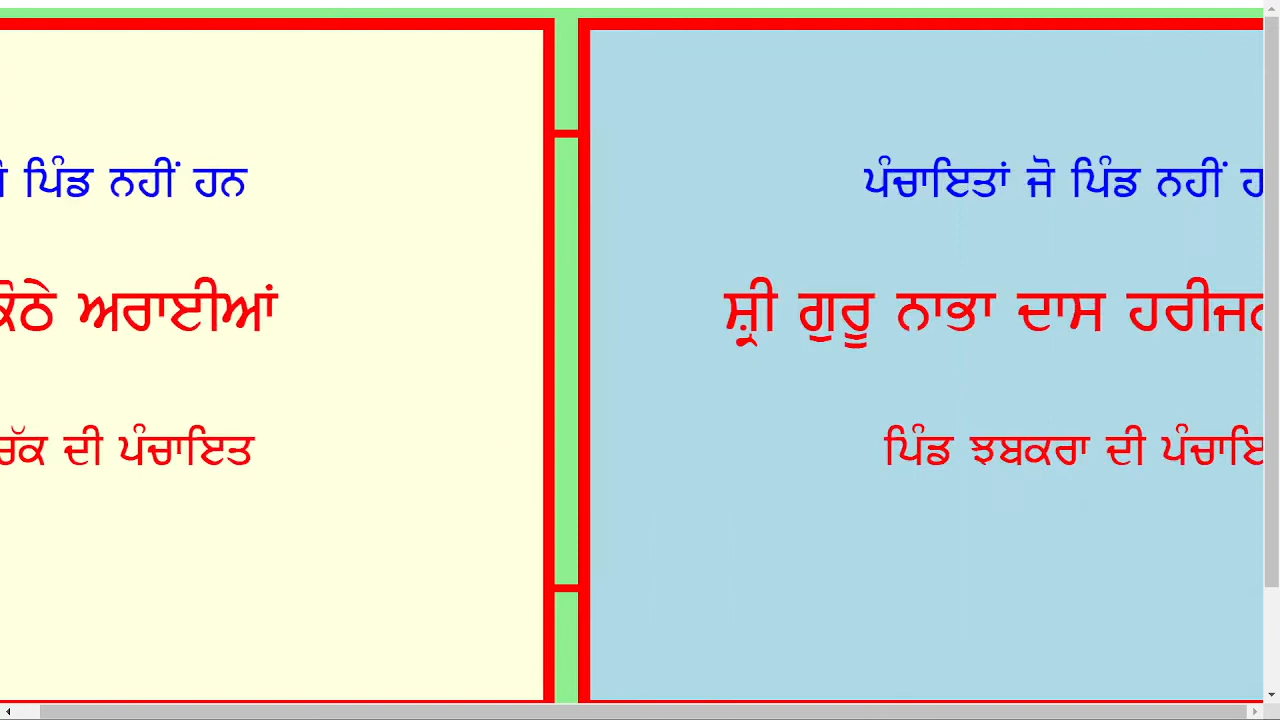 ਪਿੰਡ ਨਹੀਂ ਹਨ
ਕੋਠੇ ਅਰਾਈਆਂ
ਚੱਕ ਦੀ ਪੰਚਾਇਤ
ਪੰਚਾਇਤਾਂ ਜੋ ਪਿੰਡ ਨਹੀਂ
ਸ਼੍ਰੀ ਗੁਰੂ ਨਾਭਾ ਦਾਸ
ਪਿੰਡ ਝਬਕਰਾ ਦੀ